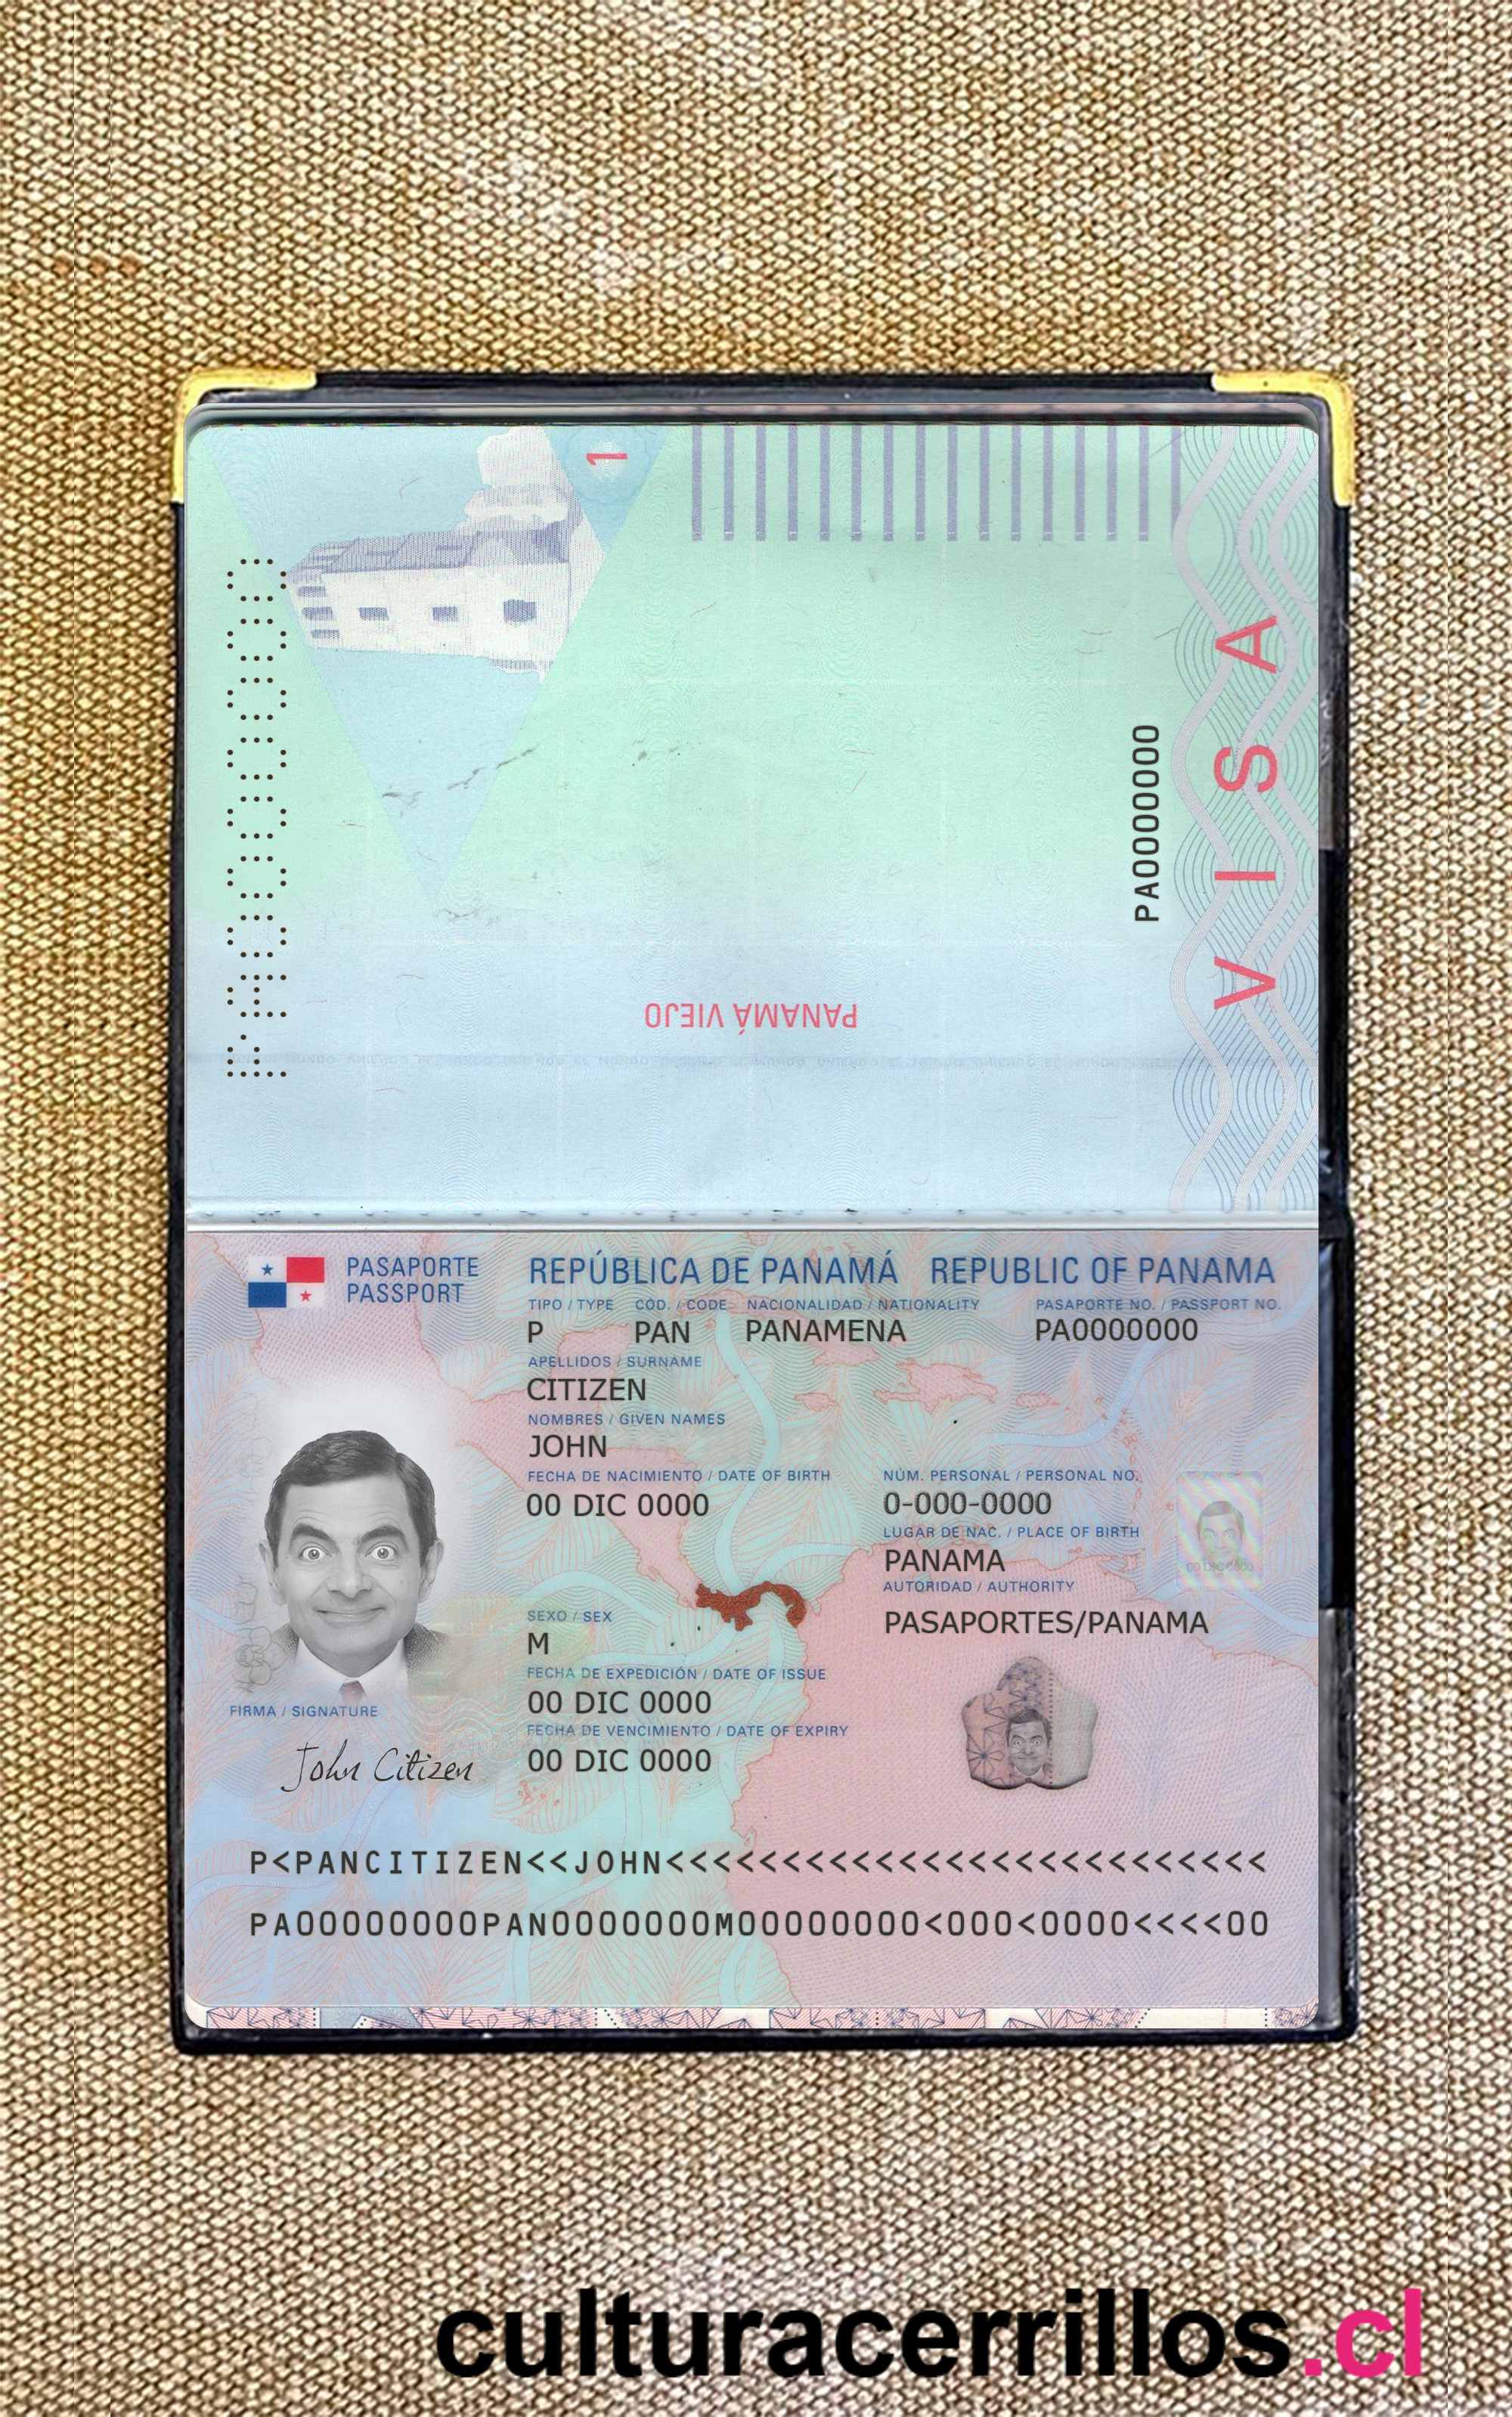 1
PA0000000
PA0000000
VISA
PANAMÁ VIEJO
PASAPORTE
PASSPORT
REPÚBLICA DE PANAMÁ REPUBLIC OF PANAMA
TIPO / TYPE CÓD. / CODE NACIONALIDAD / NATIONALITY PASAPORTE NO. / PASSPORT NO.
P PAN PANAMENA PA0000000
APELLIDOS / SURNAME
CITIZEN
NOMBRES / GIVEN NAMES
JOHN
FECHA DE NACIMIENTO / DATE OF BIRTH NÚM. PERSONAL / PERSONAL NO.
00 DIC 0000 0-000-0000
LUGAR DE NAC. / PLACE OF BIRTH
PANAMA
AUTORIDAD / AUTHORITY
SEXO / SEX PASAPORTES/PANAMA
M
FECHA DE EXPEDICIÓN / DATE OF ISSUE
00 DIC 0000
FIRMA / SIGNATURE
FECHA DE VENCIMIENTO / DATE OF EXPIRY
00 DIC 0000
John Citizen
P<PANCITIZEN<<JOHN<<<<<<<<<<<<<<<<<<<<<<<<<<
PA00000000PAN0000000M00000000<000<0000<<<<00
culturacerrillos.cl